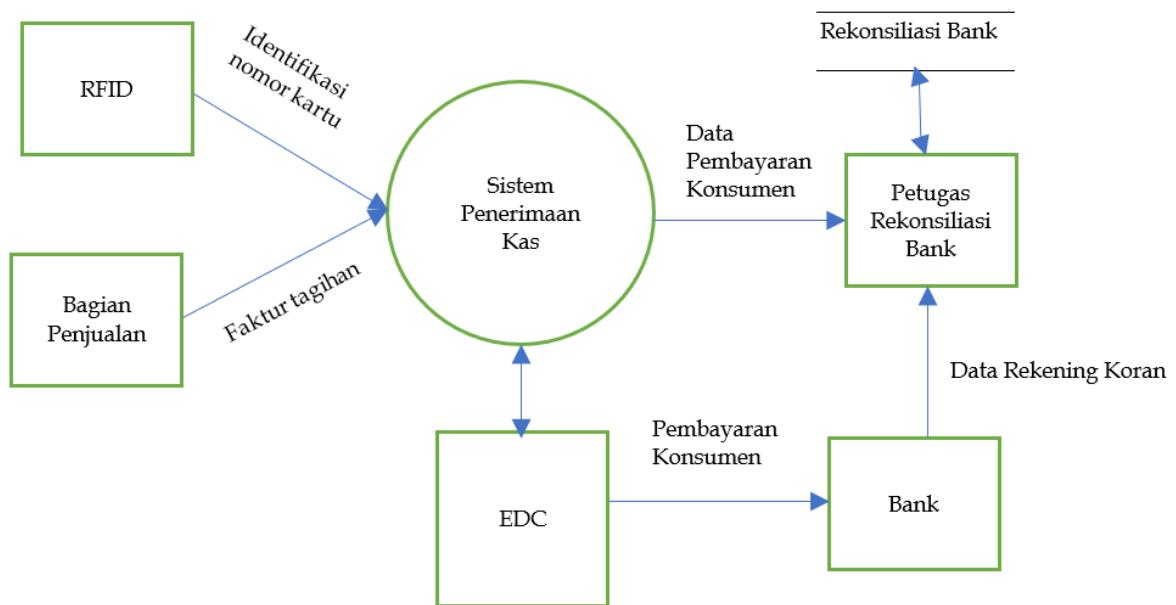 Rekonsiliasi Bank
RFID
Identifikasi
nomor kartu
Sistem
Penerimaan
Kas
Data
Pembayaran
Konsumen
Petugas
Rekonsiliasi
Bank
Bagian
Penjualan
Faktur tagihan
Data Rekening Koran
EDC
Pembayaran
Konsumen
Bank